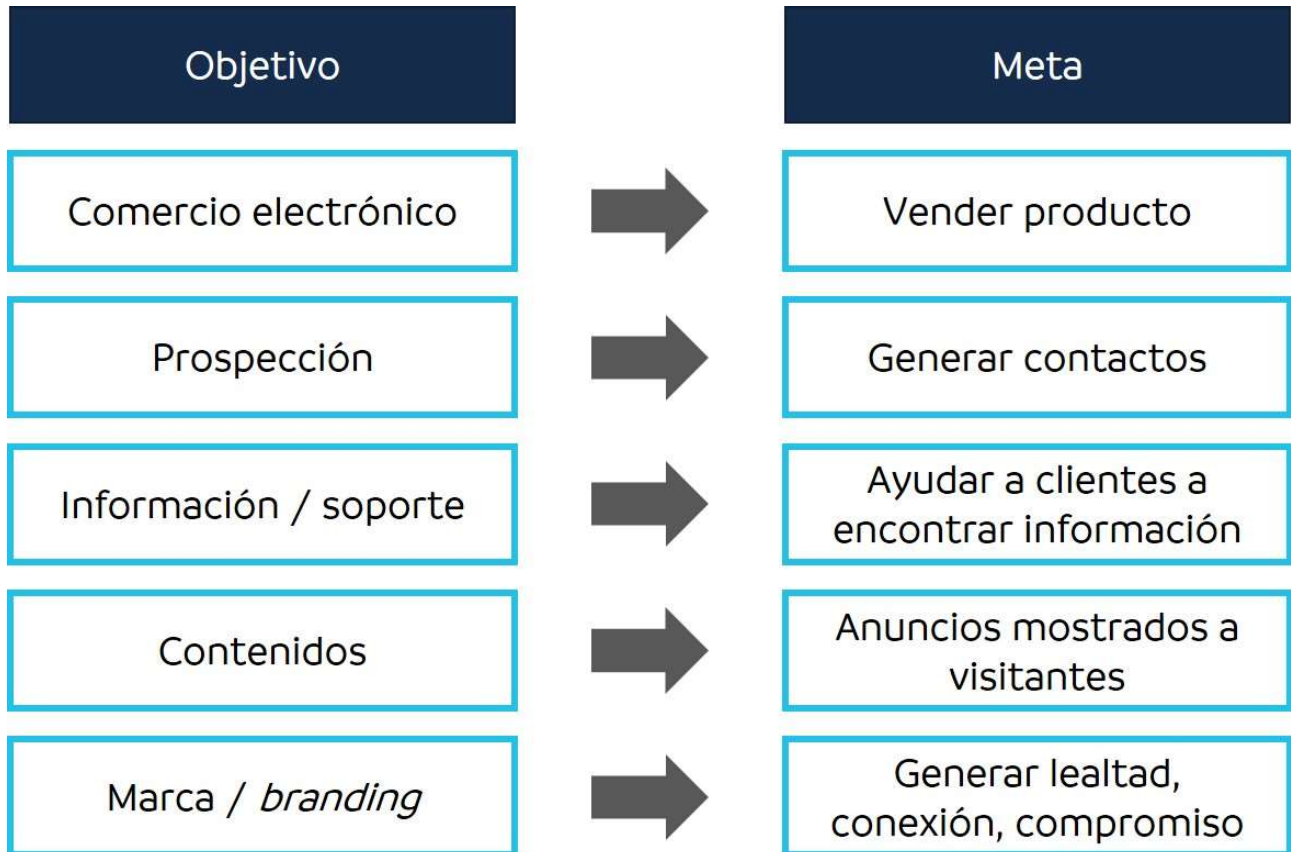 Objetivo
Meta
Comercio electrónico
Vender producto
Prospección
Generar contactos
Información / soporte
Ayudar a clientes a
encontrar información
Contenidos
Anuncios mostrados a
visitantes
Marca / branding
Generar lealtad,
conexión, compromiso